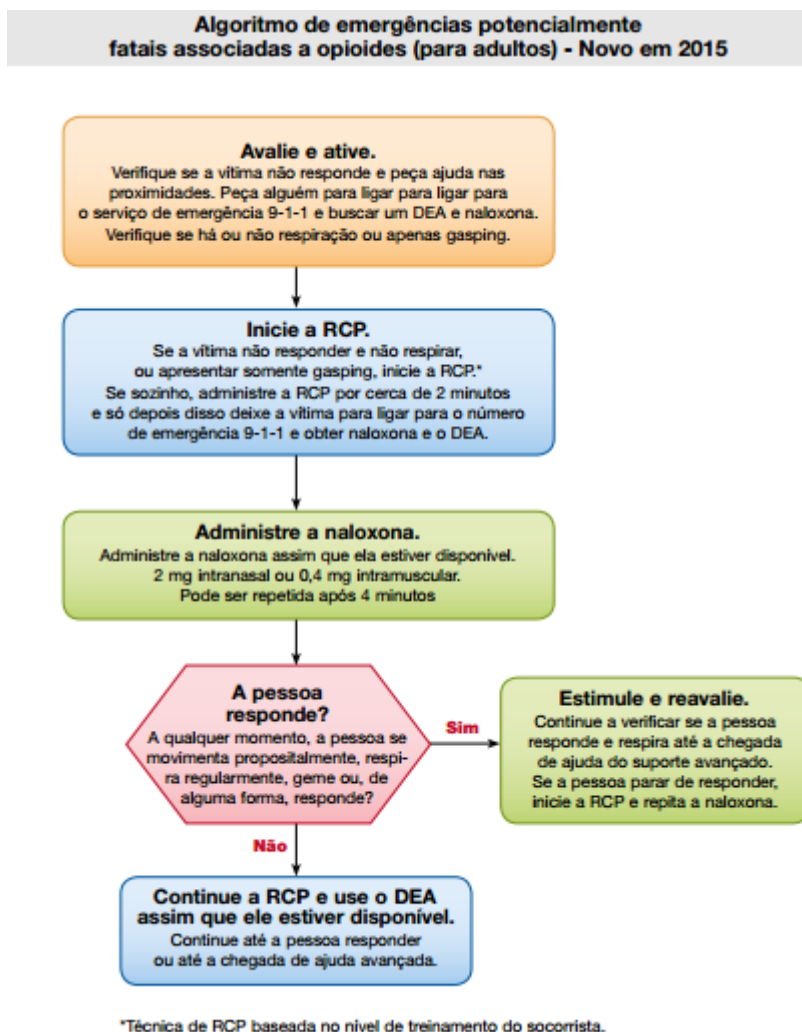 Algoritmo de emergências potencialmente
fatais associadas a opioides (para adultos) - Novo em 2015
Avalie e ative.
Verifique se a vítima não responde e peça ajuda nas
proximidades. Peça alguém para ligar para ligar para
o serviço de emergência 9-1-1 e buscar um DEA e naloxona.
Verifique se há ou não respiração ou apenas gasping.
Inicie a RCP.
Se a vítima não responder e não respirar,
ou apresentar somente gasping, inicie a RCP.*
Se sozinho, administre a RCP por cerca de 2 minutos
e só depois disso deixe a vítima para ligar para o número
de emergência 9-1-1 e obter naloxona e o DEA.
Administre a naloxona.
Administre a naloxona assim que ela estiver disponível.
2 mg intranasal ou 0,4 mg intramuscular.
Pode ser repetida após 4 minutos
A pessoa
responde?
A qualquer momento, a pessoa se
movimenta propositalmente, respi-
ra regularmente, geme ou, de
alguma forma, responde?
Sim
Estimule e reavalie.
Continue a verificar se a pessoa
responde e respira até a chegada
de ajuda do suporte avançado.
Se a pessoa parar de responder,
inicie a RCP e repita a naloxona.
Não
Continue a RCP e use o DEA
assim que ele estiver disponível.
Continue até a pessoa responder
ou até a chegada de ajuda avançada.
*Técnica de RCP baseada no nível de treinamento do socorrista.